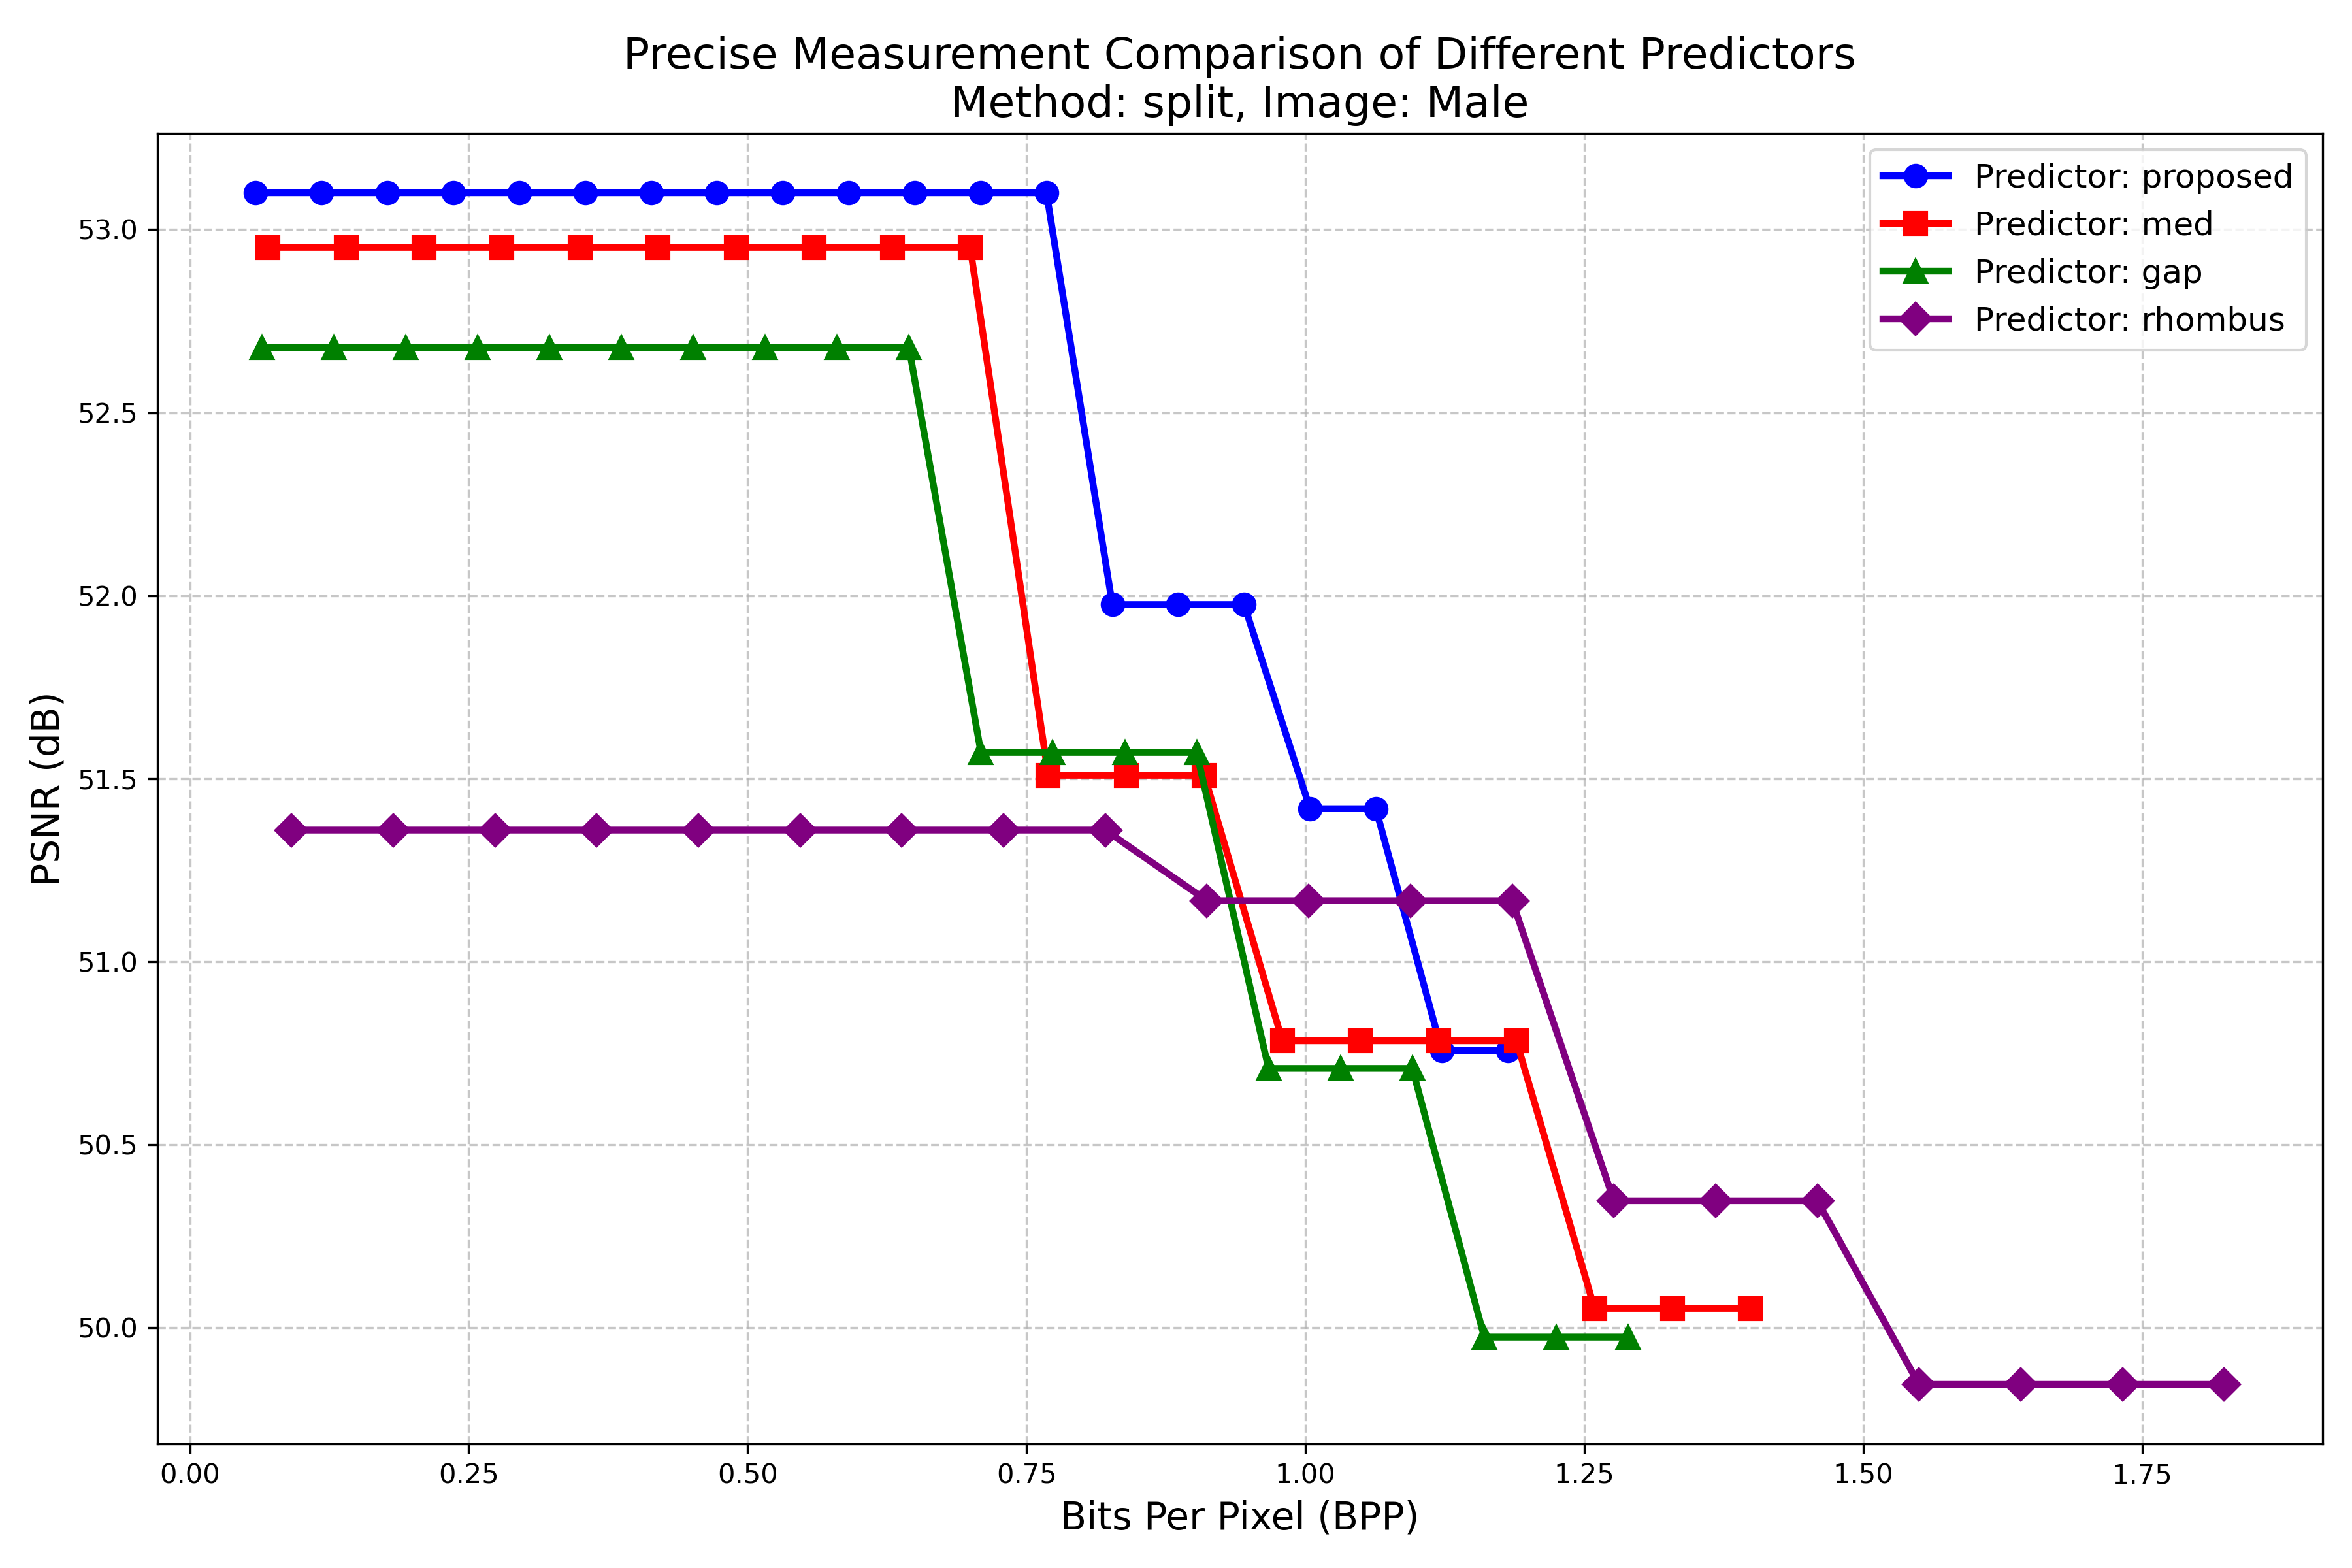 Precise Measurement Comparison of Different Predictors
Method: split, Image: Male
Predictor: proposed
Predictor: med
Predictor: gap
Predictor: rhombus
PSNR (dB)
53.0
52.5
52.0
51.5
51.0
50.5
50.0
0.00 0.25 0.50 0.75 1.00 1.25 1.50 1.75
Bits Per Pixel (BPP)